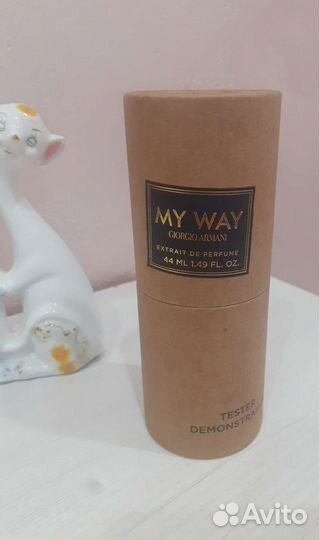 MY WAY
GIORGIO ARMANI
EXTRAIT DE PERFUME
44 ML 1.49 FL. OZ.
TESTER
Avito